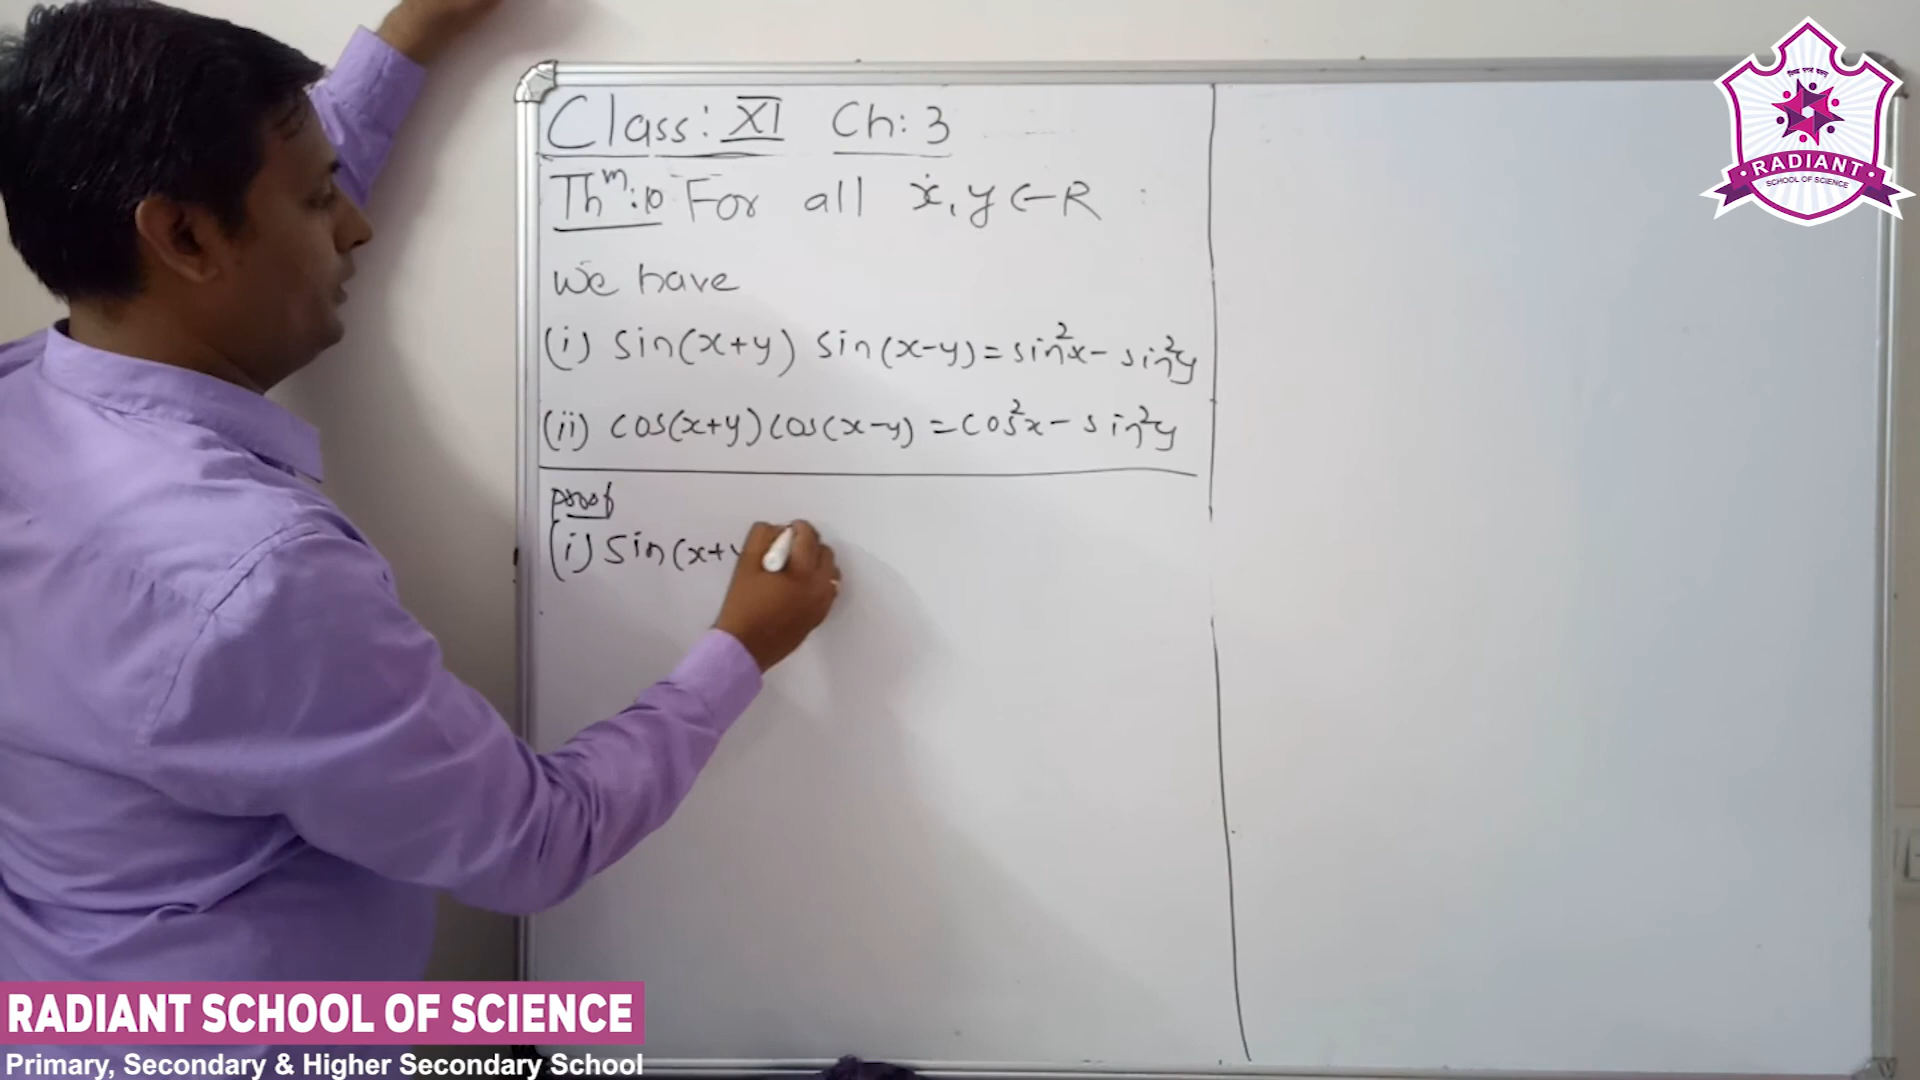 Class: XI Ch: 3
Thm:10 For all x, y ∈ R
We have
(i) sin(x+y) sin(x-y) = sin²x - sin²y
(ii) cos(x+y) cos(x-y) = cos²x - sin²y
proof
(i) sin(x+y
RADIANT
SCHOOL OF SCIENCE
RADIANT SCHOOL OF SCIENCE
Primary, Secondary & Higher Secondary School